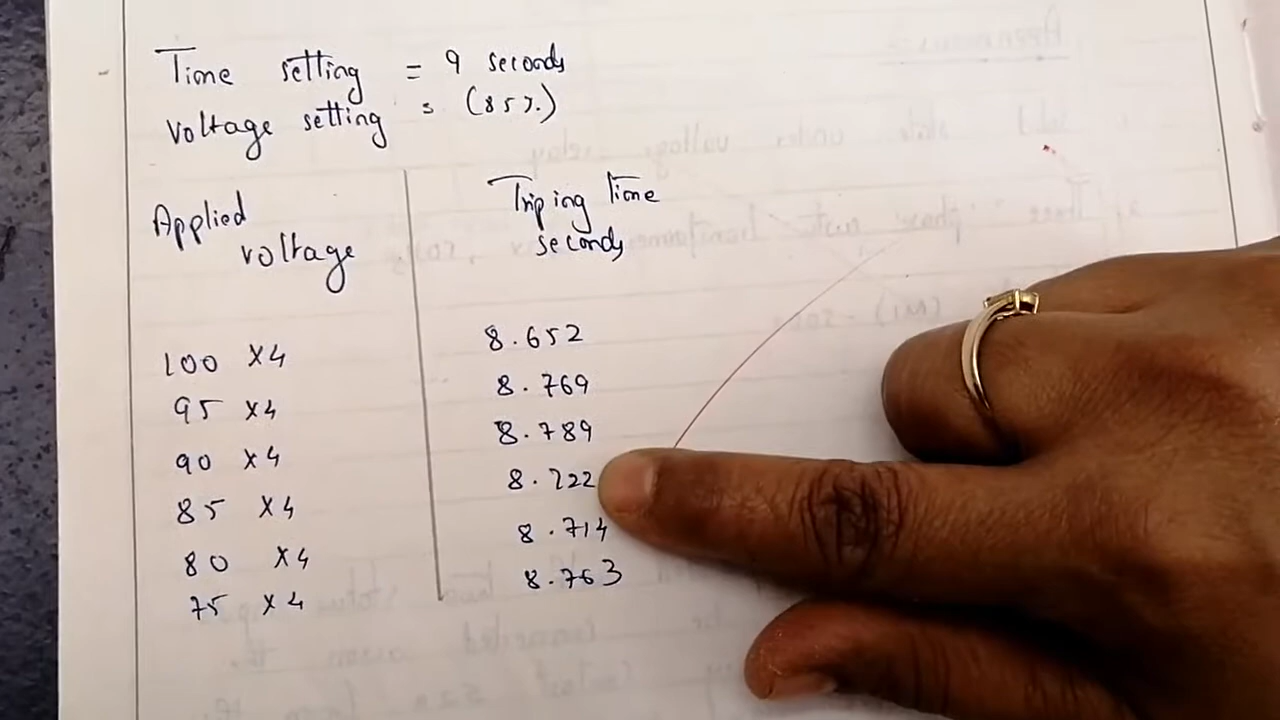 Time setting = 9 seconds
Voltage setting = (85%)
Applied voltage
Triping Time seconds
100 x4 8.652
95 x4 8.769
90 x4 8.789
85 x4 8.222
80 x4 8.714
75 x4 8.763